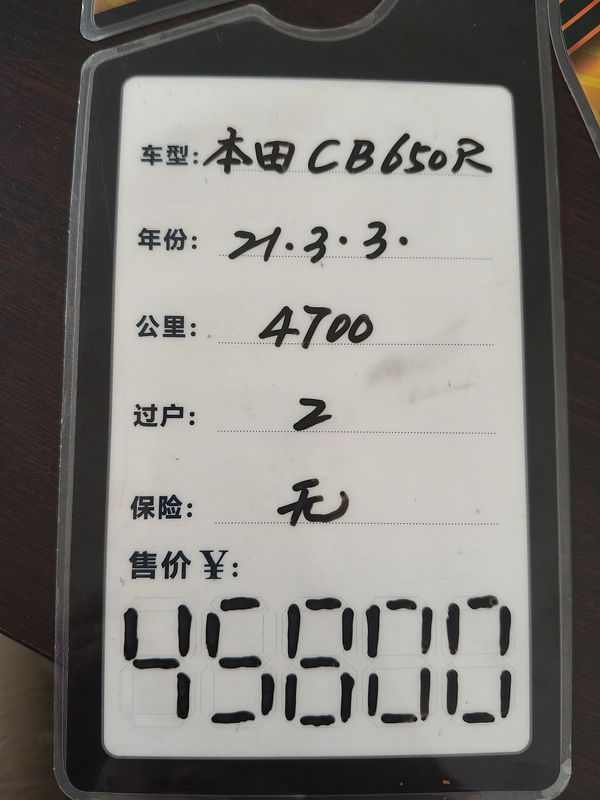 车型:本田CB650R
年份: 21.3.3.
公里: 4700
过户: 2
保险: 无
售价 ¥:
45800